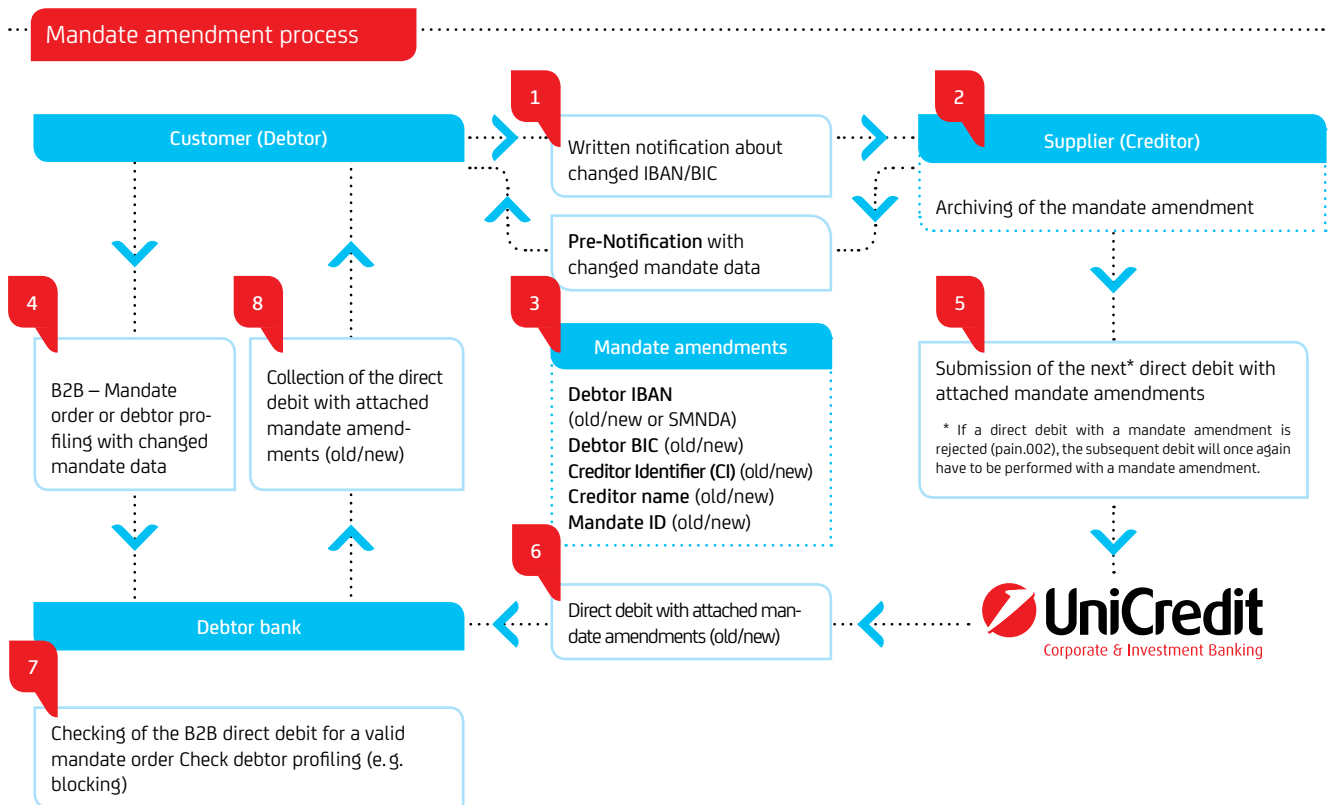 Mandate amendment process
1
2
Customer (Debtor)
Written notification about
changed IBAN/BIC
Supplier (Creditor)
Archiving of the mandate amendment
Pre-Notification with
changed mandate data
4
8
3
5
B2B – Mandate
order or debtor pro-
filing with changed
mandate data
Collection of the direct
debit with attached
mandate amend-
ments (old/new)
Mandate amendments
Debtor IBAN
(old/new or SMNDA)
Debtor BIC (old/new)
Creditor Identifier (CI) (old/new)
Creditor name (old/new)
Mandate ID (old/new)
Submission of the next* direct debit with
attached mandate amendments
* If a direct debit with a mandate amendment is
rejected (pain.002), the subsequent debit will once again
have to be performed with a mandate amendment.
6
Debtor bank
Direct debit with attached man-
date amendments (old/new)
UniCredit
Corporate & Investment Banking
7
Checking of the B2B direct debit for a valid
mandate order Check debtor profiling (e. g.
blocking)